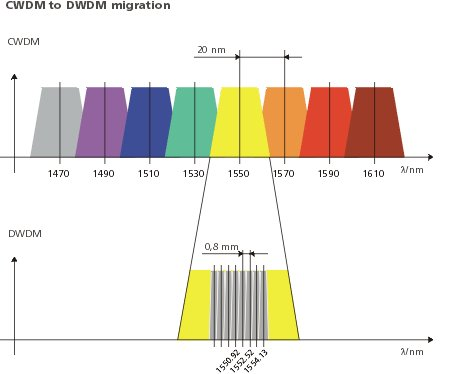 CWDM to DWDM migration
CWDM
20 nm
1470 1490 1510 1530 1550 1570 1590 1610
λ/nm
DWDM
0,8 mm
λ/nm
1550.92
1552.52
1554.13